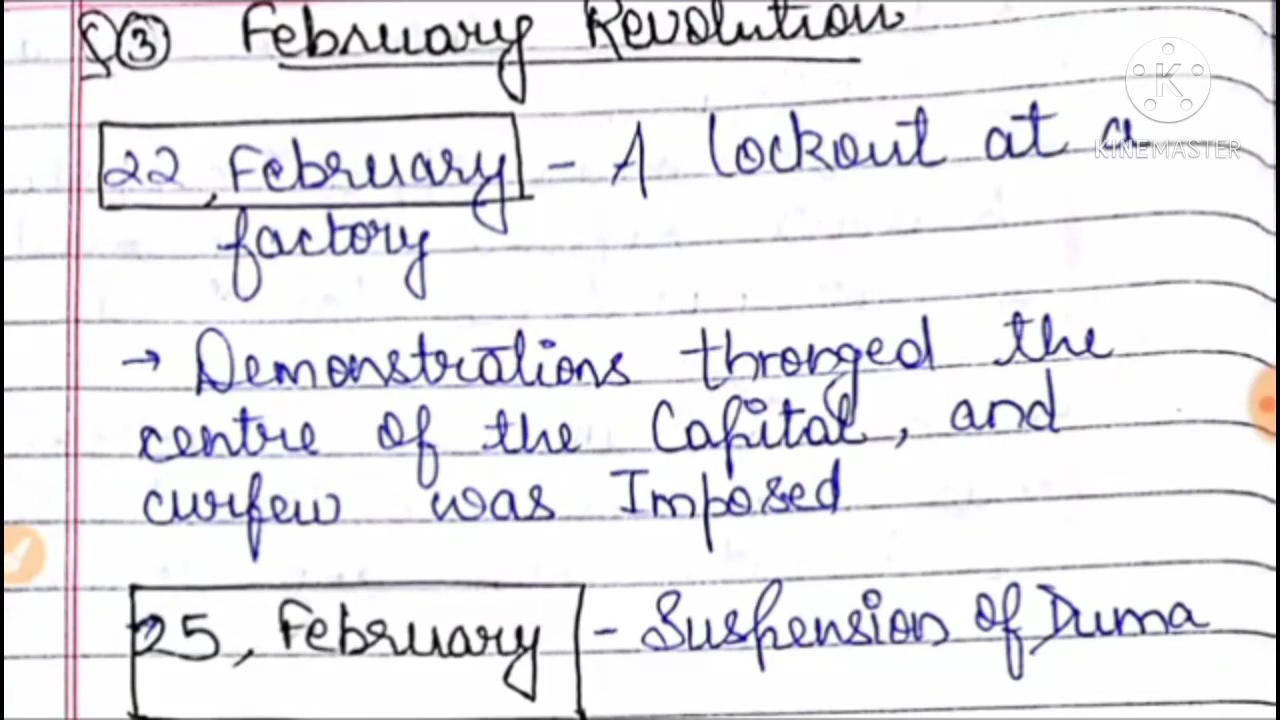 ③ February Revolution
22, February - A lockout at a
factory
→ Demonstrations thronged the
centre of the Capital, and
curfew was Imposed
25, February - Suspension of Duma
K
KINEMASTER